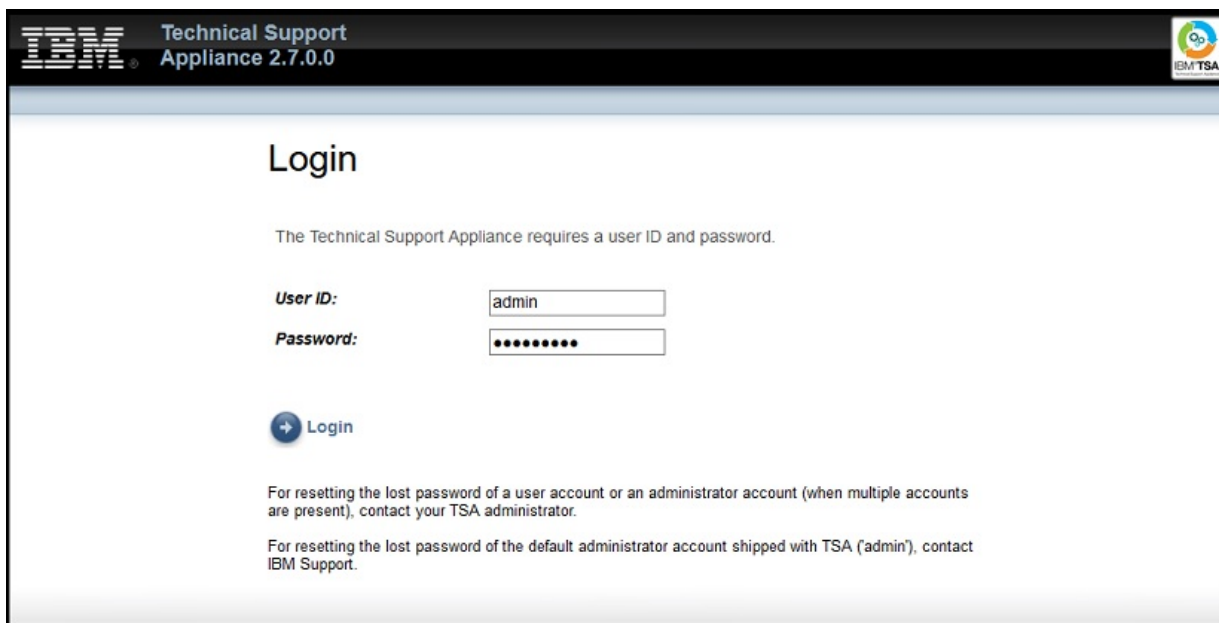 IBM®
Technical Support
Appliance 2.7.0.0
IBM TSA
Login
The Technical Support Appliance requires a user ID and password.
User ID:
admin
Password:
•••••••••
Login
For resetting the lost password of a user account or an administrator account (when multiple accounts
are present), contact your TSA administrator.
For resetting the lost password of the default administrator account shipped with TSA ('admin'), contact
IBM Support.